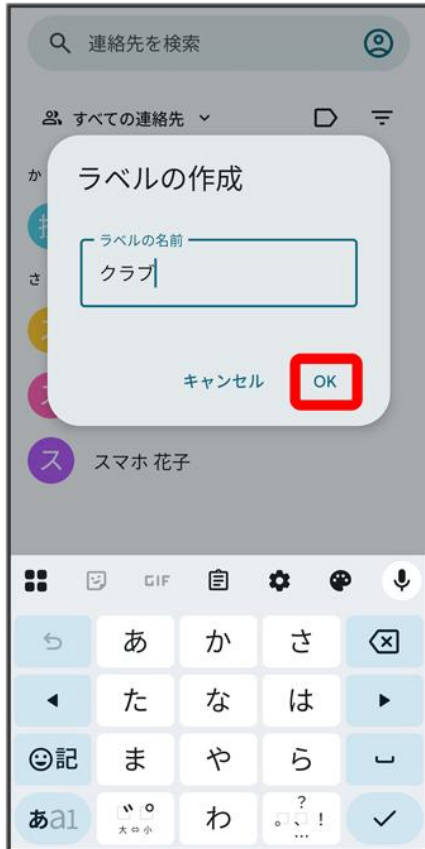 連絡先を検索
すべての連絡先
か
ラベルの作成
ラベルの名前
クラブ
さ
キャンセル OK
ス スマホ 花子
GIF
あ か さ
た な は
記 ま や ら
あa1 大⇔小 わ 。、?!…